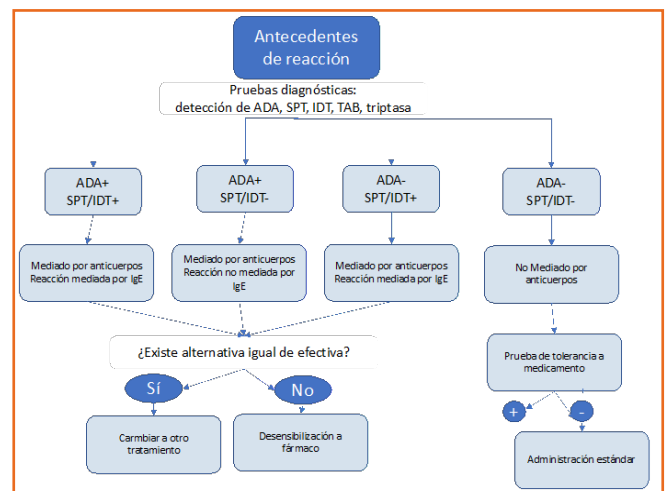 Antecedentes
de reacción
Pruebas diagnósticas:
detección de ADA, SPT, IDT, TAB, triptasa
ADA+
SPT/IDT+
ADA+
SPT/IDT-
ADA-
SPT/IDT+
ADA-
SPT/IDT-
Mediado por anticuerpos
Reacción mediada por IgE
Mediado por anticuerpos
Reacción no mediada por
IgE
Mediado por anticuerpos
Reacción mediada por IgE
No Mediado por
anticuerpos
¿Existe alternativa igual de efectiva?
Prueba de tolerancia a
medicamento
Sí
No
+
-
Carmbiar a otro
tratamiento
Desensibilización a
fármaco
Administración estándar